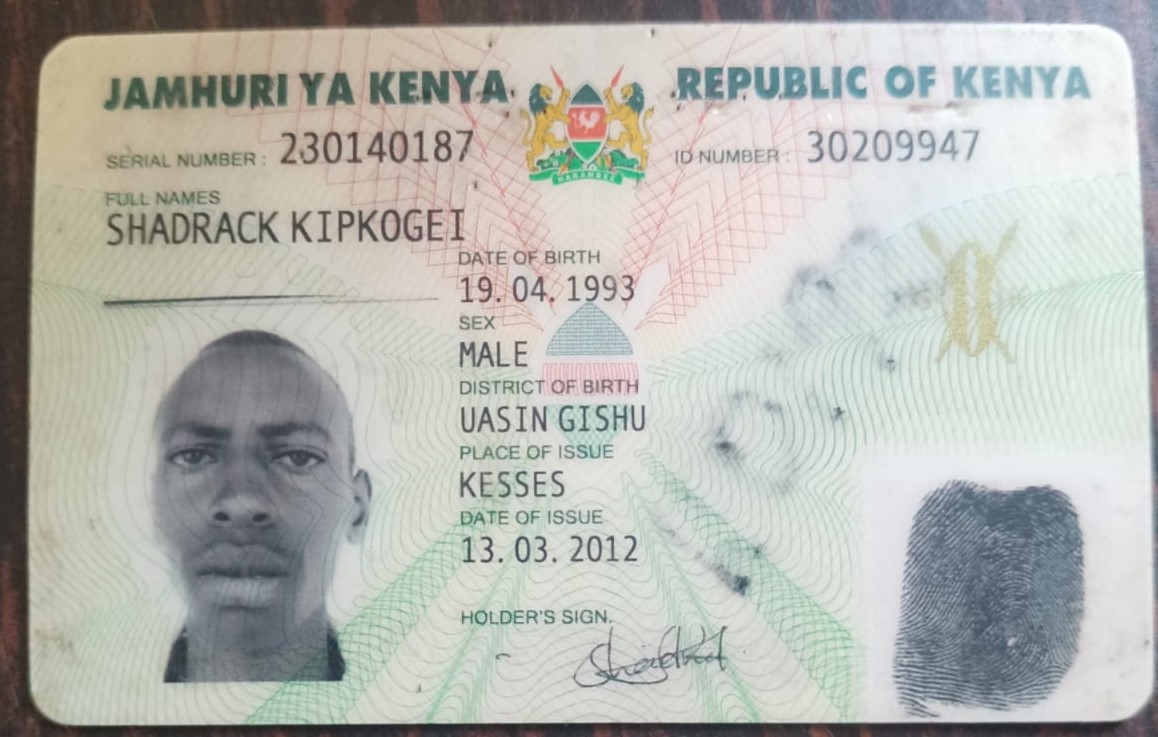 JAMHURI YA KENYA REPUBLIC OF KENYA
SERIAL NUMBER : 230140187 ID NUMBER : 30209947
HARAMBEE
FULL NAMES
SHADRACK KIPKOGEI
DATE OF BIRTH
19.04.1993
SEX
MALE
DISTRICT OF BIRTH
UASIN GISHU
PLACE OF ISSUE
KESSES
DATE OF ISSUE
13.03.2012
HOLDER'S SIGN.